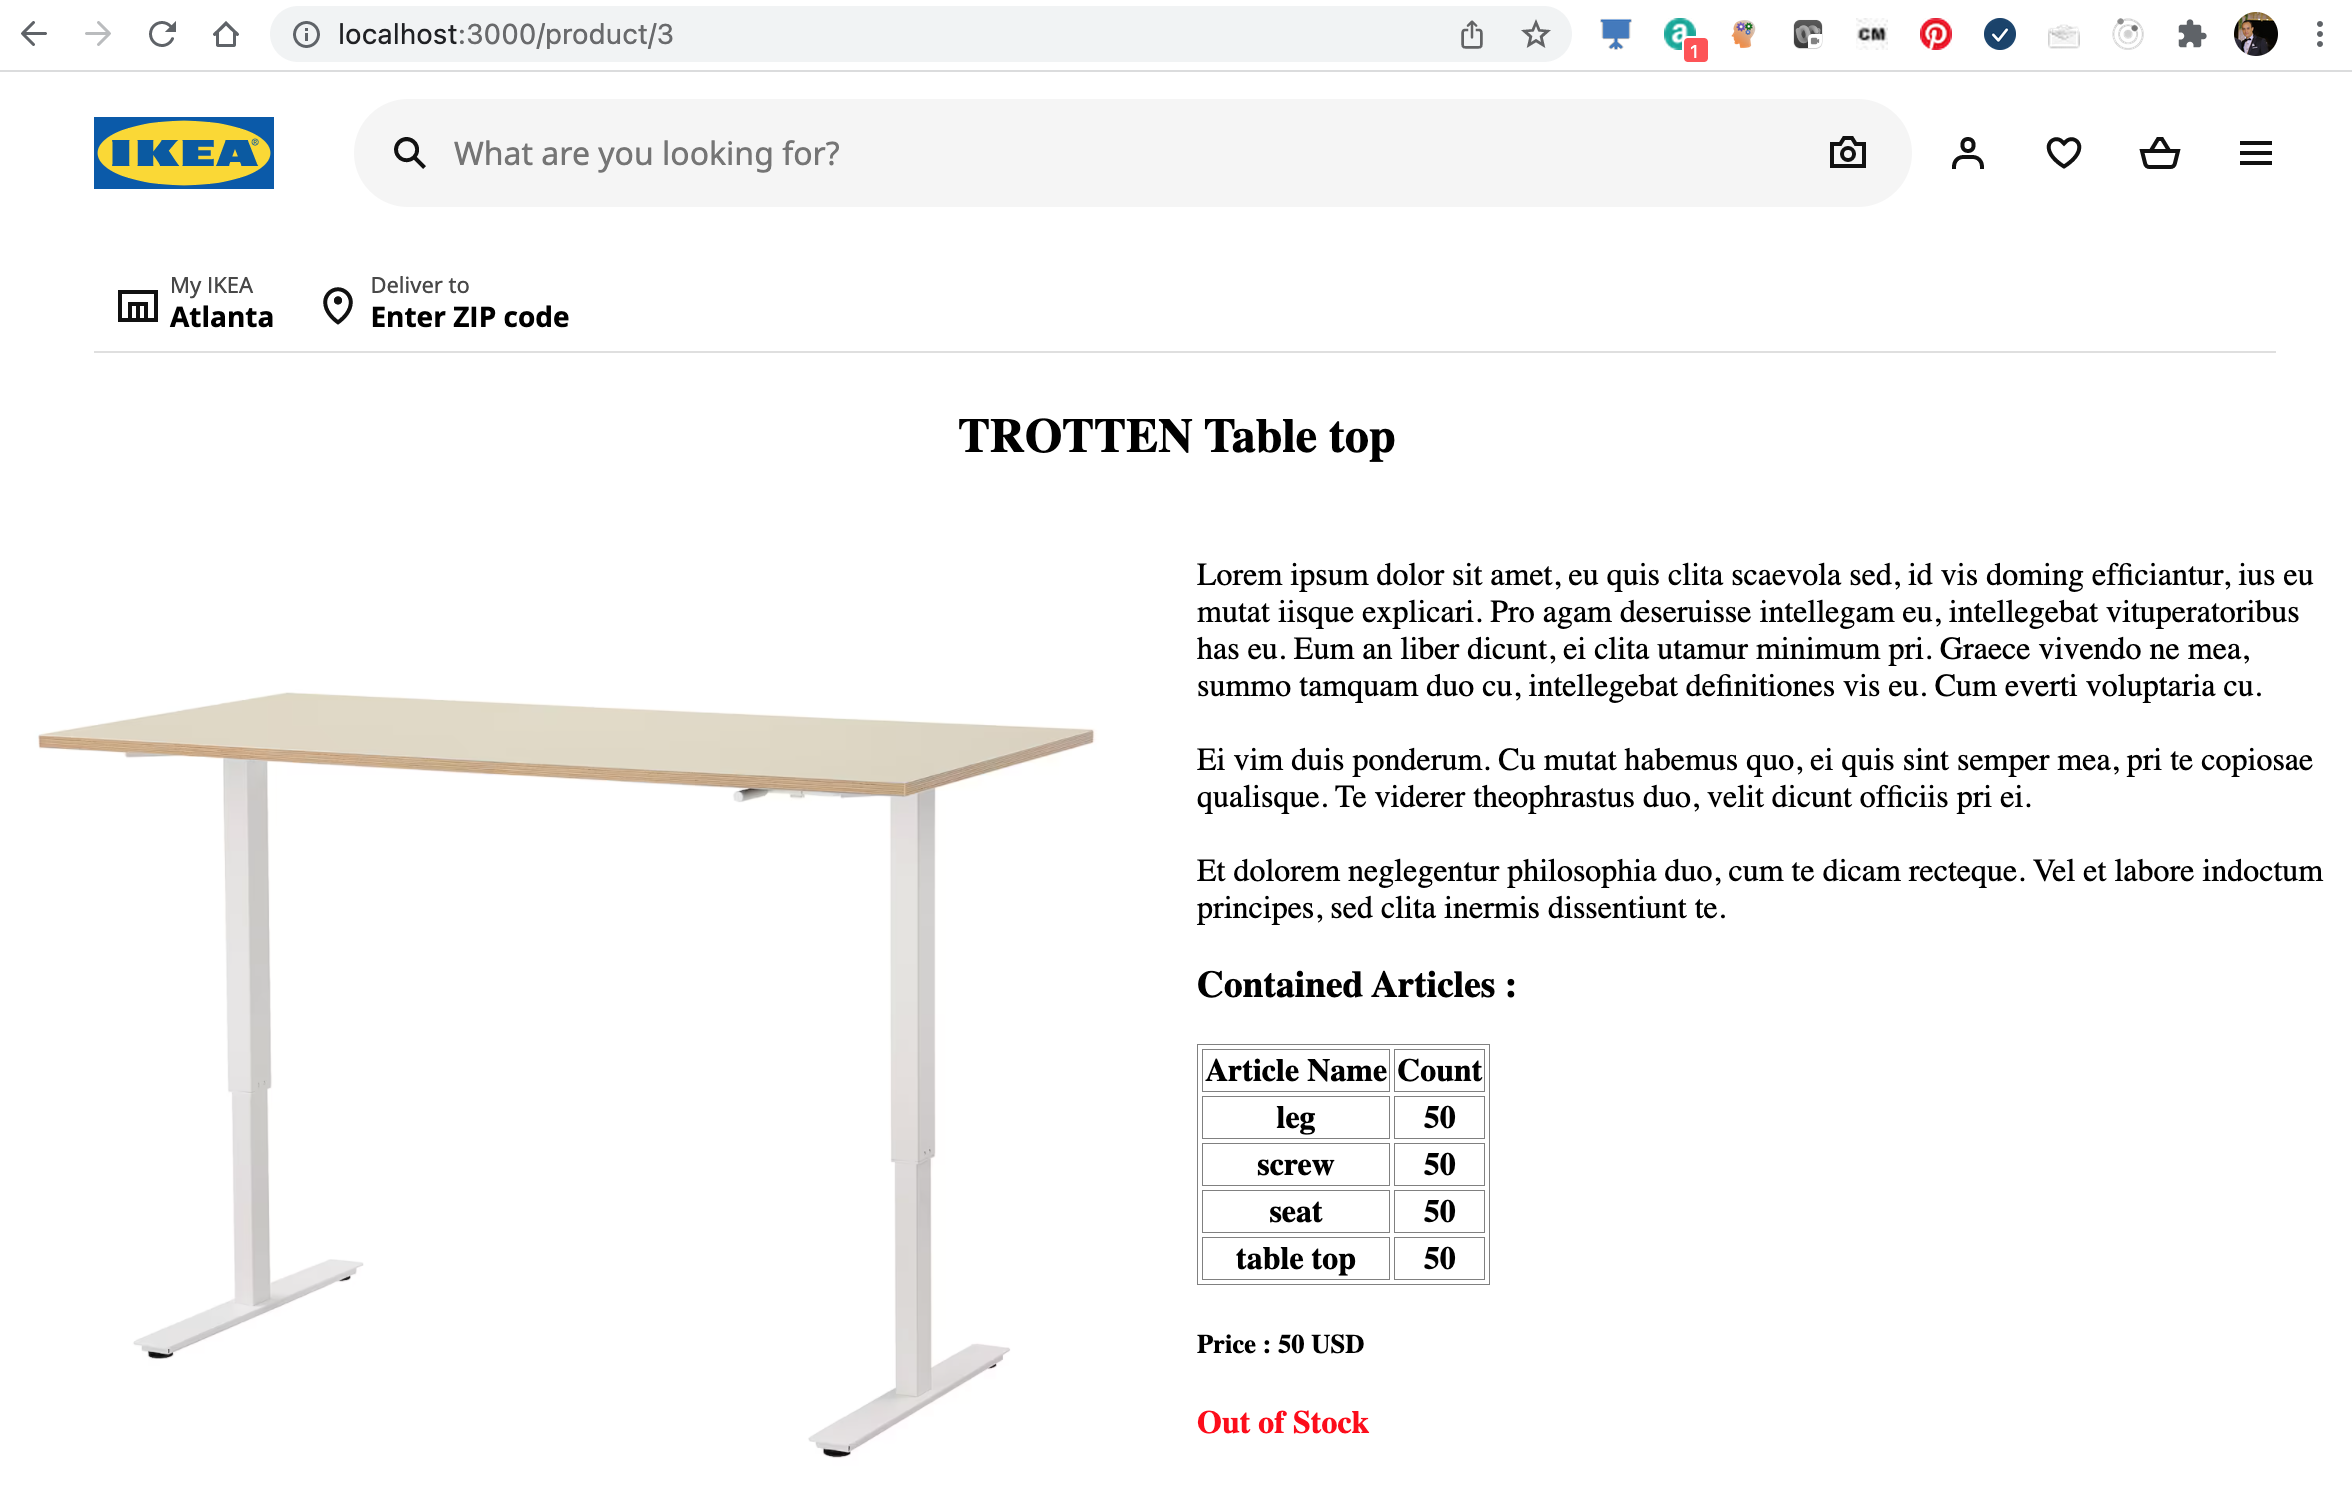 localhost:3000/product/3
1
CM
IKEA
What are you looking for?
My IKEA
Atlanta
Deliver to
Enter ZIP code
TROTTEN Table top
Lorem ipsum dolor sit amet, eu quis clita scaevola sed, id vis doming efficiantur, ius eu
mutat iisque explicari. Pro agam deseruisse intellegam eu, intellegebat vituperatoribus
has eu. Eum an liber dicunt, ei clita utamur minimum pri. Graece vivendo ne mea,
summo tamquam duo cu, intellegebat definitiones vis eu. Cum everti voluptaria cu.
Ei vim duis ponderum. Cu mutat habemus quo, ei quis sint semper mea, pri te copiosae
qualisque. Te viderer theophrastus duo, velit dicunt officiis pri ei.
Et dolorem neglegentur philosophia duo, cum te dicam recteque. Vel et labore indoctum
principes, sed clita inermis dissentiunt te.
Contained Articles :
Article Name Count
leg 50
screw 50
seat 50
table top 50
Price : 50 USD
Out of Stock